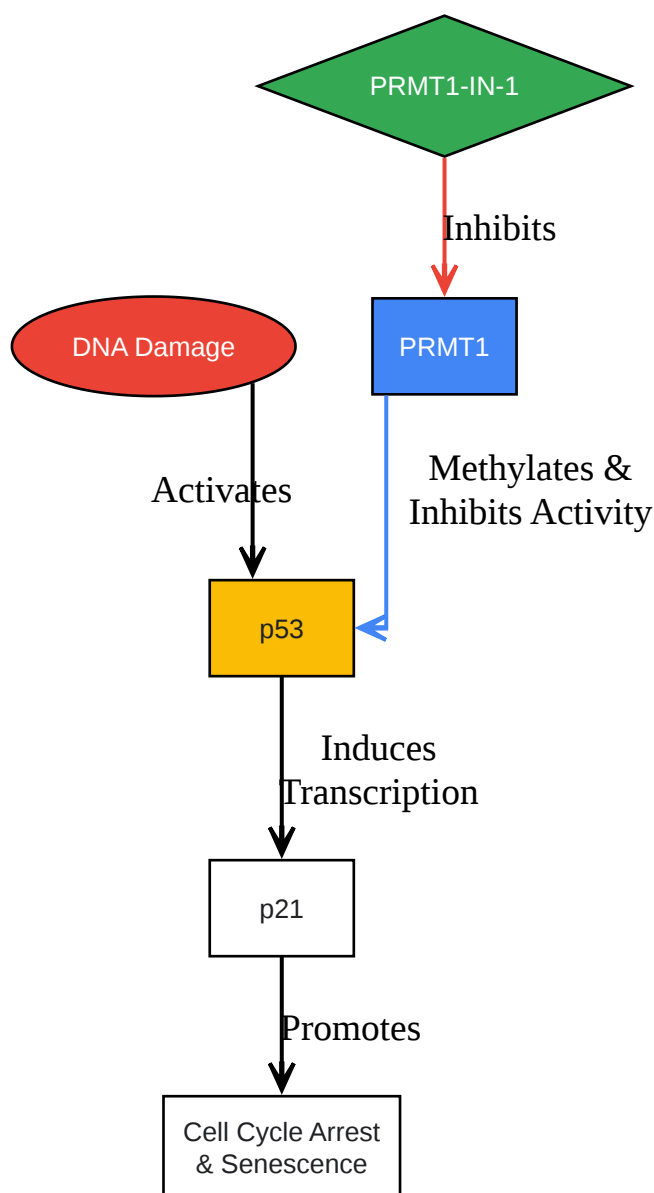 PRMT1-IN-1
Inhibits
DNA Damage
PRMT1
Activates
Methylates &
Inhibits Activity
p53
Induces
Transcription
p21
Promotes
Cell Cycle Arrest
& Senescence